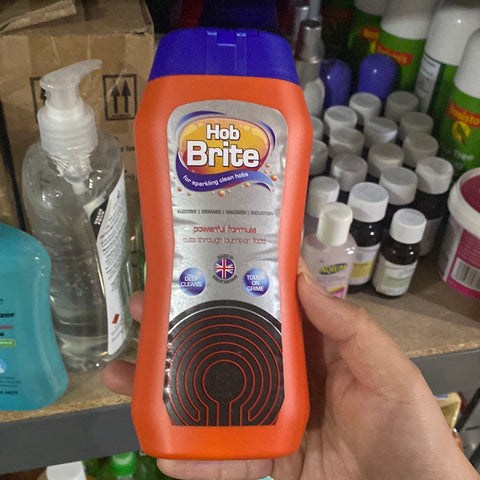 Hob
Brite
for sparkling clean hobs
ELECTRIC | CERAMIC | HALOGEN | INDUCTION
powerful formula
cuts through burnt-on food
DEEP
CLEANS
TOUGH
ON
GRIME